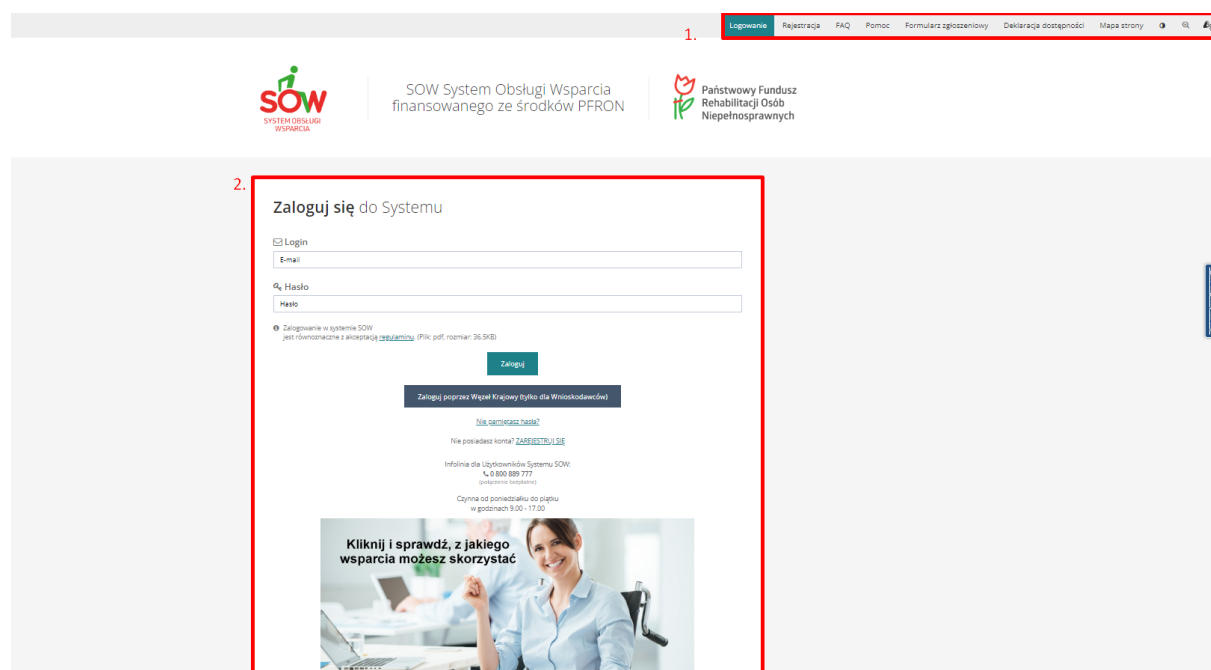 1.
Logowanie Rejestracja FAQ Pomoc Formularz zgłoszeniowy Deklaracja dostępności Mapa strony
SOW
SYSTEM OBSŁUGI
WSPARCIA
SOW System Obsługi Wsparcia
finansowanego ze środków PFRON
Państwowy Fundusz
Rehabilitacji Osób
Niepełnosprawnych
2.
Zaloguj się do Systemu
Login
E-mail
Hasło
Hasło
Zalogowanie w systemie SOW
jest równoznaczne z akceptacją regulaminu. (Plik: pdf, rozmiar: 36.5KB)
Zaloguj
Zaloguj poprzez Węzeł Krajowy (tylko dla Wnioskodawców)
Nie pamiętasz hasła?
Nie posiadasz konta? ZAREJESTRUJ SIĘ
Infolinia dla Użytkowników Systemu SOW:
0 800 889 777
(połączenie bezpłatne)
Czynna od poniedziałku do piątku
w godzinach 9.00 - 17.00
Kliknij i sprawdź, z jakiego
wsparcia możesz skorzystać